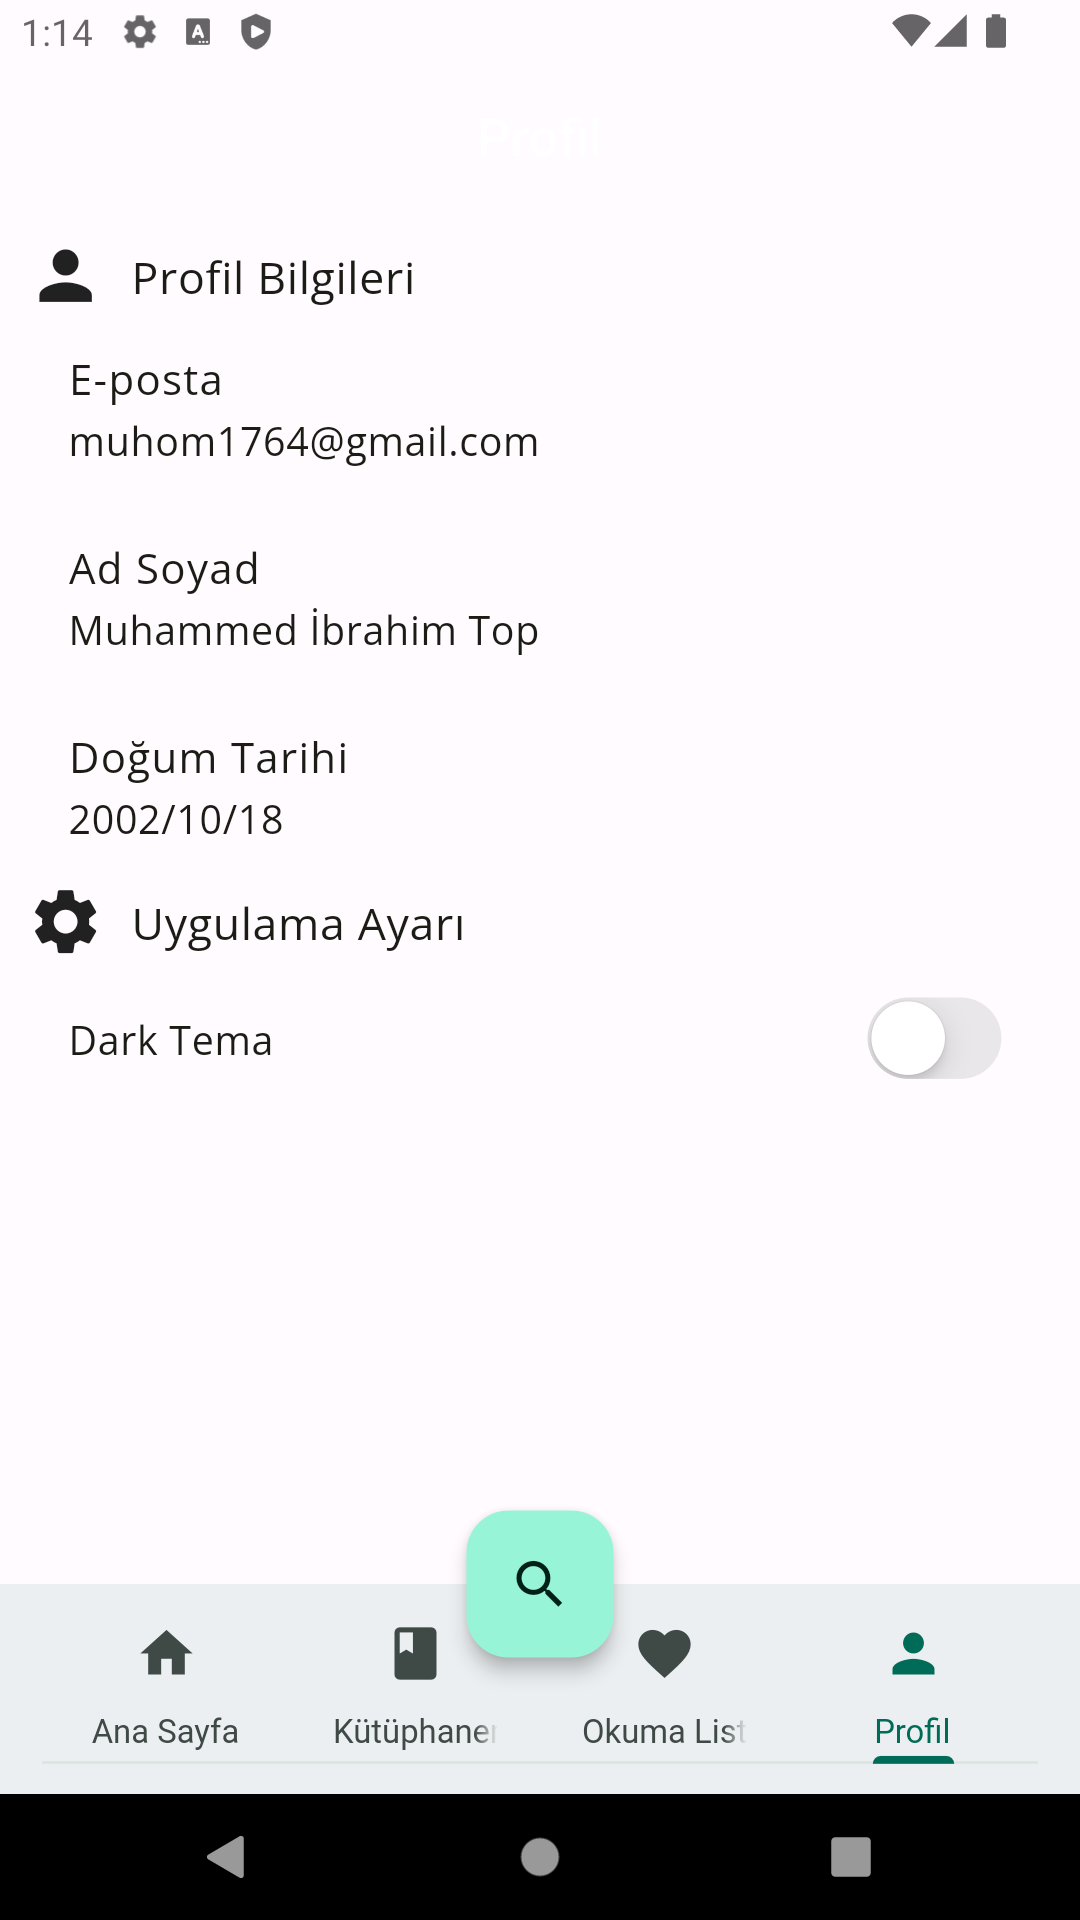 1:14
Profil
Profil Bilgileri
E-posta
muhom1764@gmail.com
Ad Soyad
Muhammed İbrahim Top
Doğum Tarihi
2002/10/18
Uygulama Ayarı
Dark Tema
Ana Sayfa
Kütüphane
Okuma List
Profil